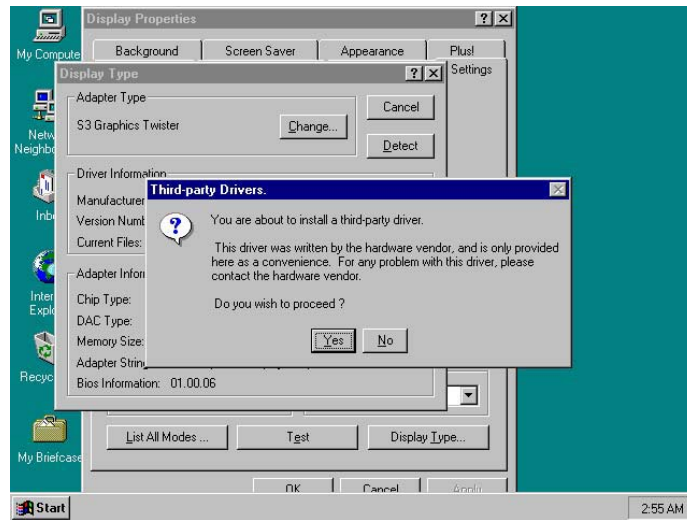 Display Properties
My Compute
Background
Screen Saver
Appearance
Plus!
Settings
Display Type
Adapter Type
S3 Graphics Twister
Change...
Cancel
Detect
Netw
Neighbo
Driver Information
Manufacturer
Version Numb
Current Files:
Third-party Drivers.
You are about to install a third-party driver.
This driver was written by the hardware vendor, and is only provided
here as a convenience. For any problem with this driver, please
contact the hardware vendor.
Do you wish to proceed ?
Yes
No
Inb
Adapter Inform
Chip Type:
DAC Type:
Memory Size:
Adapter String
Bios Information: 01.00.06
Inter
Explo
Recyc
My Briefcase
List All Modes ...
Test
Display Type...
OK
Cancel
Apply
Start
2:55 AM